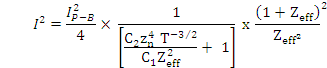 I² = I²_{P−B}/4 × 1/[C₂z_n⁴ T^{−3/2}/C₁Z²_eff + 1] x (1 + Z_eff)²/Z_eff²